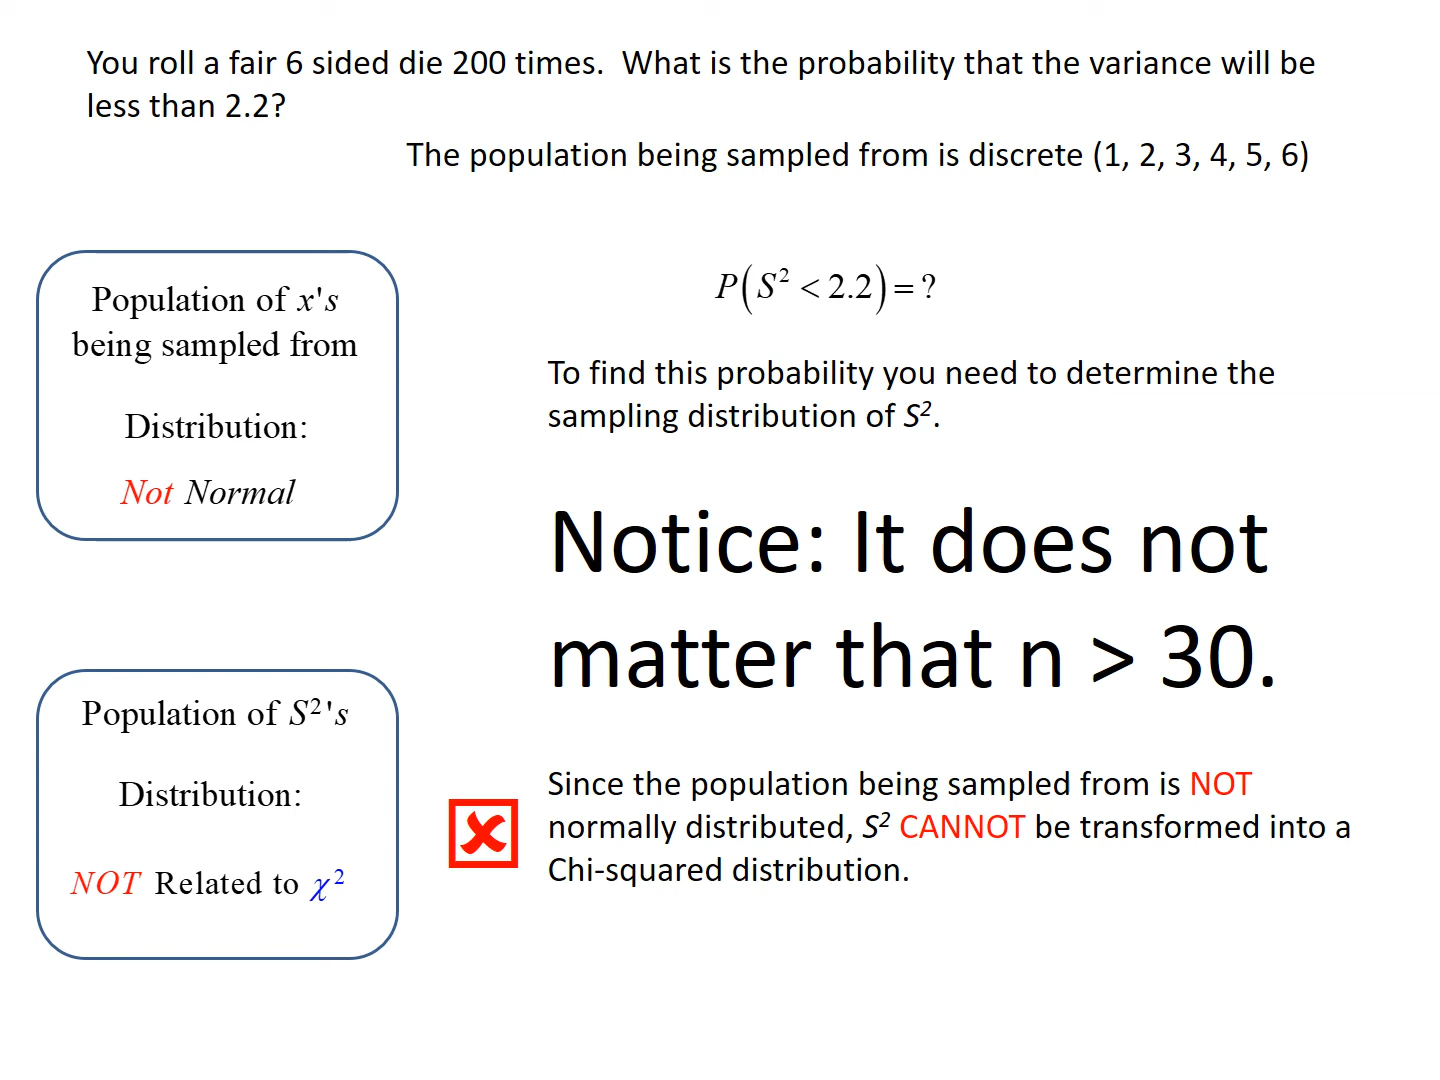 You roll a fair 6 sided die 200 times.  What is the probability that the variance will be
less than 2.2?
The population being sampled from is discrete (1, 2, 3, 4, 5, 6)
Population of x's
being sampled from
Distribution:
Not Normal
P(S² < 2.2) = ?
To find this probability you need to determine the
sampling distribution of S².
Notice: It does not
matter that n > 30.
Population of S²'s
Distribution:
NOT Related to χ²
Since the population being sampled from is NOT
normally distributed, S² CANNOT be transformed into a
Chi-squared distribution.